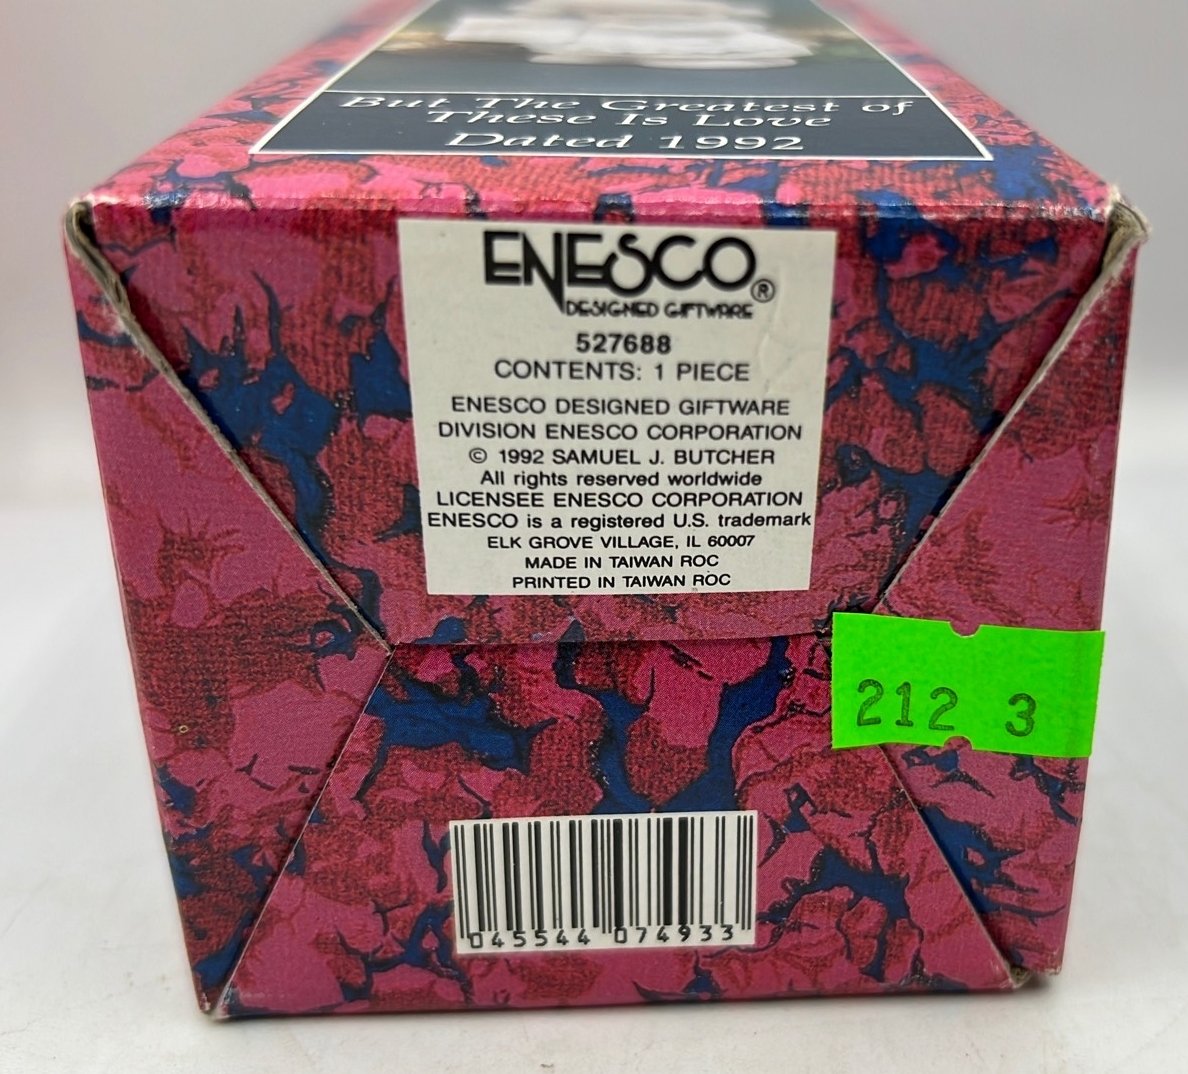 But The Greatest of
These Is Love
Dated 1992
ENESCO®
DESIGNED GIFTWARE
527688
CONTENTS: 1 PIECE
ENESCO DESIGNED GIFTWARE
DIVISION ENESCO CORPORATION
© 1992 SAMUEL J. BUTCHER
All rights reserved worldwide
LICENSEE ENESCO CORPORATION
ENESCO is a registered U.S. trademark
ELK GROVE VILLAGE, IL 60007
MADE IN TAIWAN ROC
PRINTED IN TAIWAN ROC
212 3
045544 074933